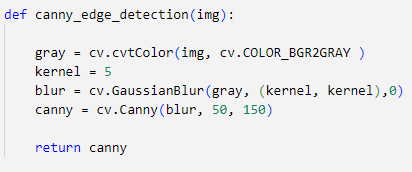 def canny_edge_detection(img):
    gray = cv.cvtColor(img, cv.COLOR_BGR2GRAY )
    kernel = 5
    blur = cv.GaussianBlur(gray, (kernel, kernel),0)
    canny = cv.Canny(blur, 50, 150)
    return canny